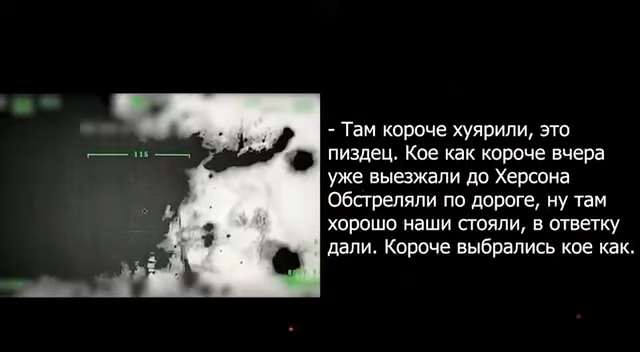 115
- Там короче хуярили, это
пиздец. Кое как короче вчера
уже выезжали до Херсона
Обстреляли по дороге, ну там
хорошо наши стояли, в ответку
дали. Короче выбрались кое как.